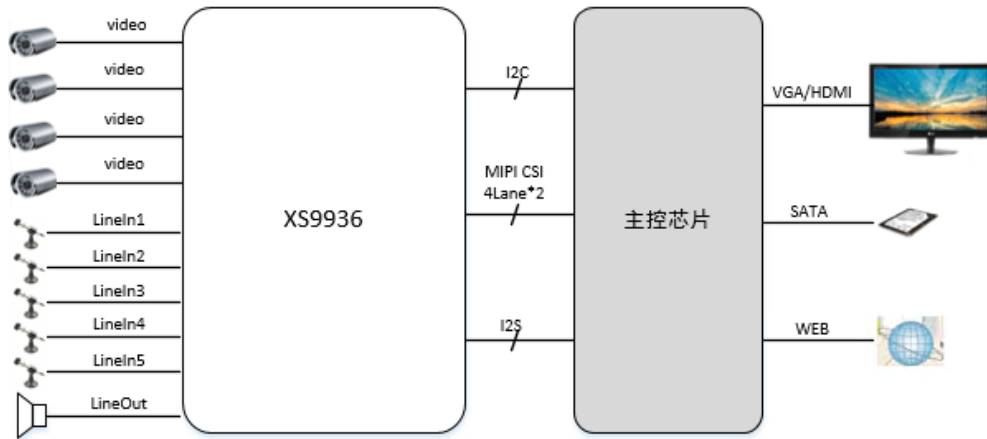 video
video
video
video
LineIn1
LineIn2
LineIn3
LineIn4
LineIn5
LineOut
XS9936
I2C
MIPI CSI
4Lane*2
I2S
主控芯片
VGA/HDMI
SATA
WEB